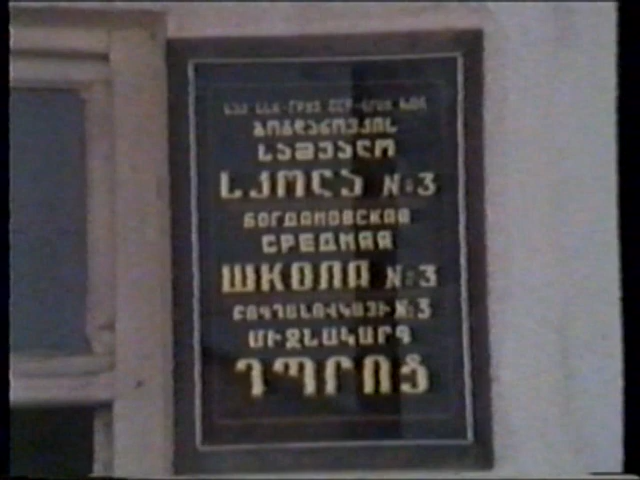 ბოგდანოვკის
საშუალო
სკოლა №3
БОГДАНОВСКАЯ
СРЕДНЯЯ
ШКОЛА №3
ԲՈԳԴԱՆՈՎԿԱՅԻ №3
ՄԻՋՆԱԿԱՐԳ
ԴՊՐՈՑ